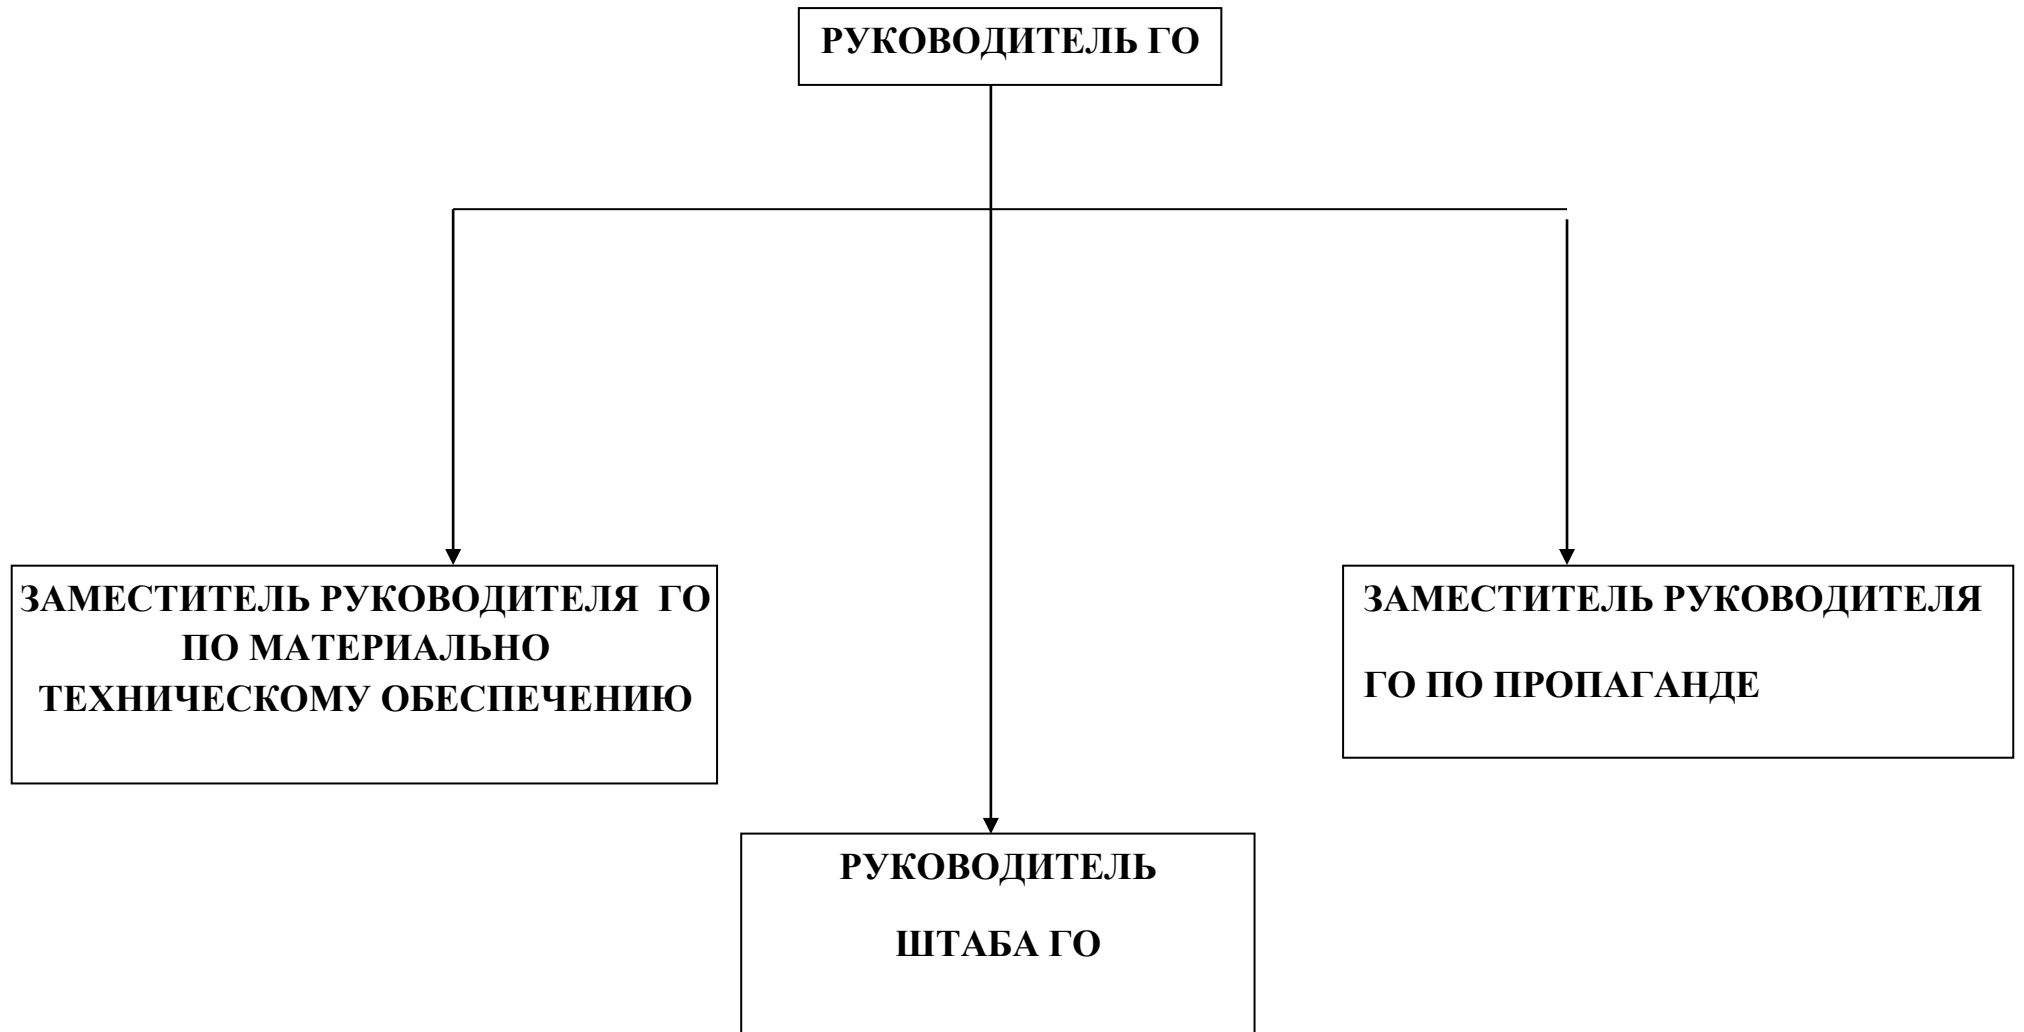 РУКОВОДИТЕЛЬ ГО
ЗАМЕСТИТЕЛЬ РУКОВОДИТЕЛЯ ГО
ПО МАТЕРИАЛЬНО
ТЕХНИЧЕСКОМУ ОБЕСПЕЧЕНИЮ
ЗАМЕСТИТЕЛЬ РУКОВОДИТЕЛЯ
ГО ПО ПРОПАГАНДЕ
РУКОВОДИТЕЛЬ
ШТАБА ГО